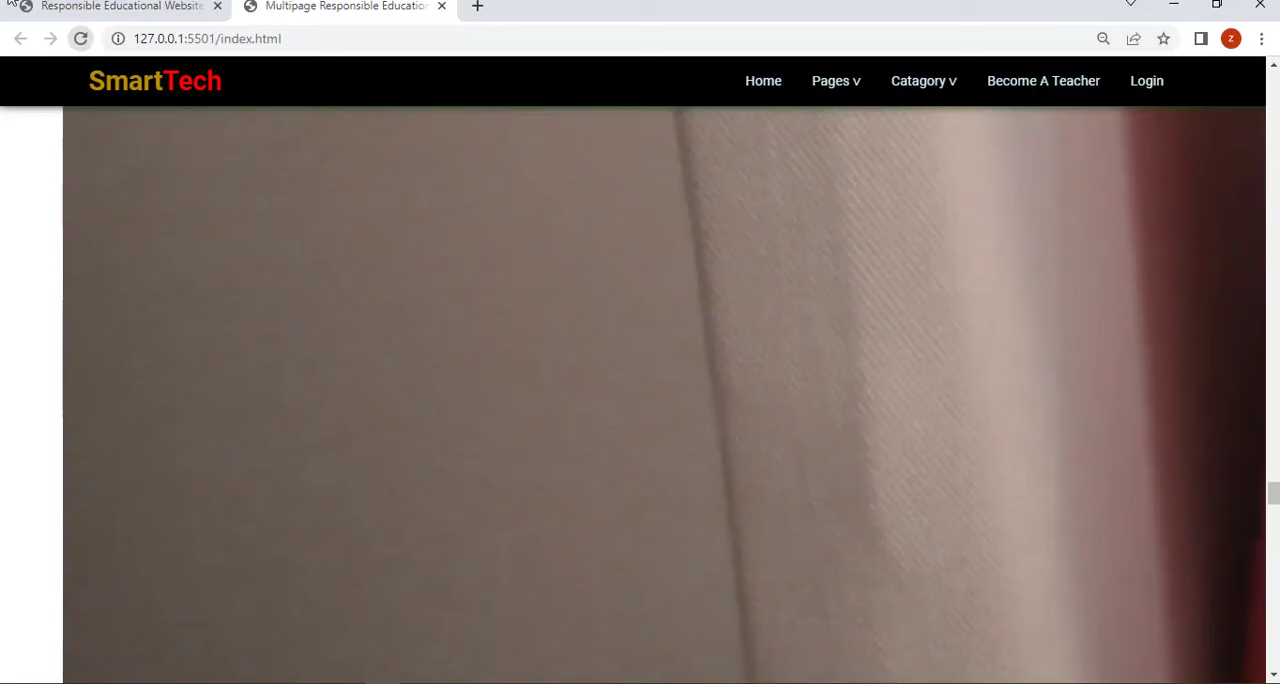 Responsible Educational Website
Multipage Responsible Education
127.0.0.1:5501/index.html
z
SmartTech
Home
Pages v
Catagory v
Become A Teacher
Login